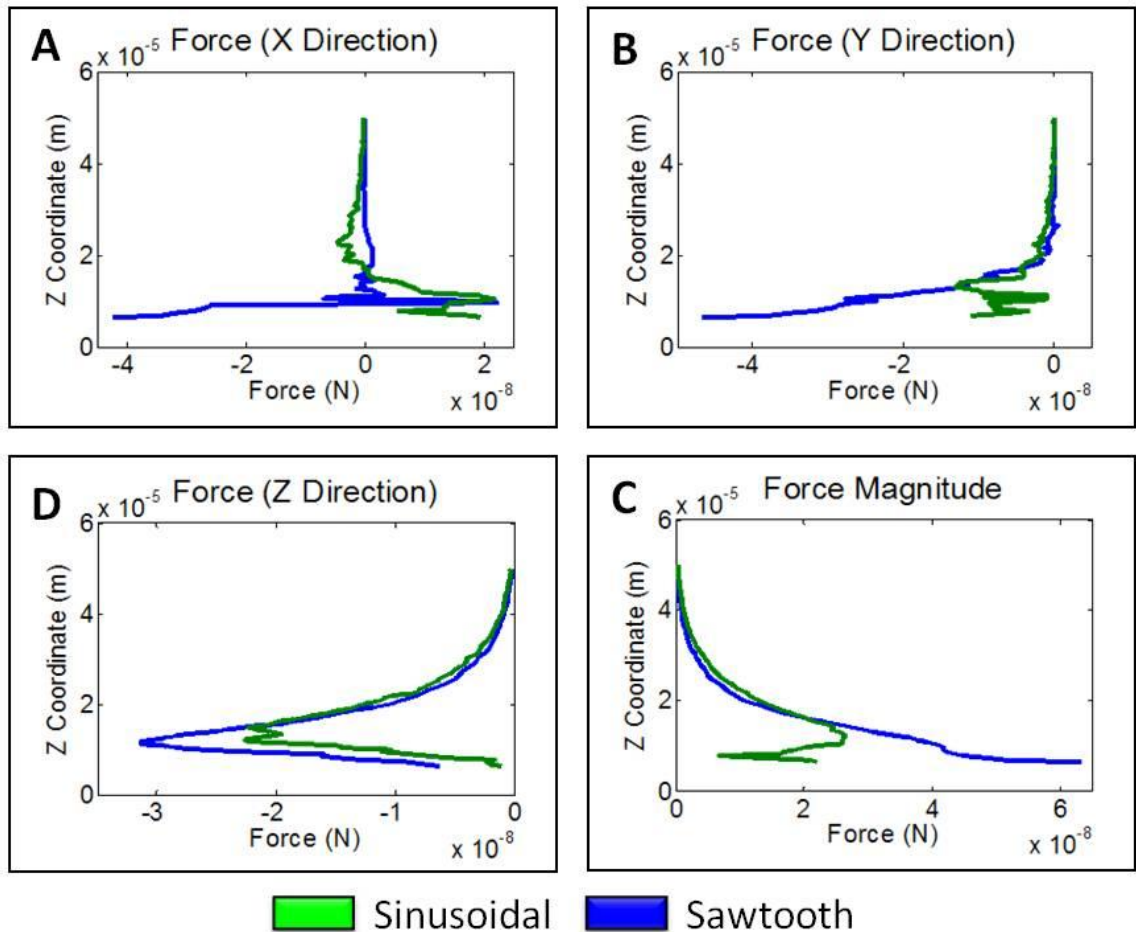 A
x 10-5 Force (X Direction)
6
4
2
0
Z Coordinate (m)
-4 -2 0 2
Force (N)
x 10-8
B
x 10-5 Force (Y Direction)
6
4
2
0
Z Coordinate (m)
-4 -2 0
Force (N)
x 10-8
D
x 10-5 Force (Z Direction)
6
4
2
0
Z Coordinate (m)
-3 -2 -1 0
Force (N)
x 10-8
C
x 10-5 Force Magnitude
6
4
2
0
Z Coordinate (m)
0 2 4 6
Force (N)
x 10-8
Sinusoidal Sawtooth